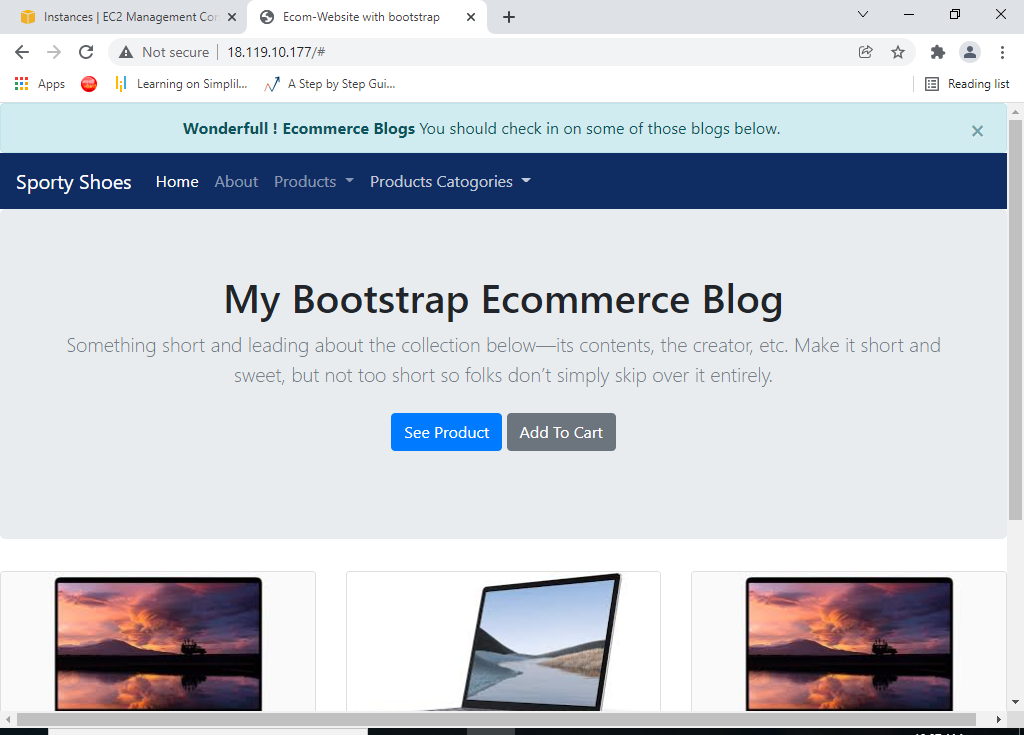 Instances | EC2 Management Con
Ecom-Website with bootstrap
Not secure
18.119.10.177/#
Apps
Learning on Simplil...
A Step by Step Gui...
Reading list
Wonderfull ! Ecommerce Blogs You should check in on some of those blogs below.
Sporty Shoes Home About Products Products Catogories
My Bootstrap Ecommerce Blog
Something short and leading about the collection below—its contents, the creator, etc. Make it short and
sweet, but not too short so folks don’t simply skip over it entirely.
See Product Add To Cart